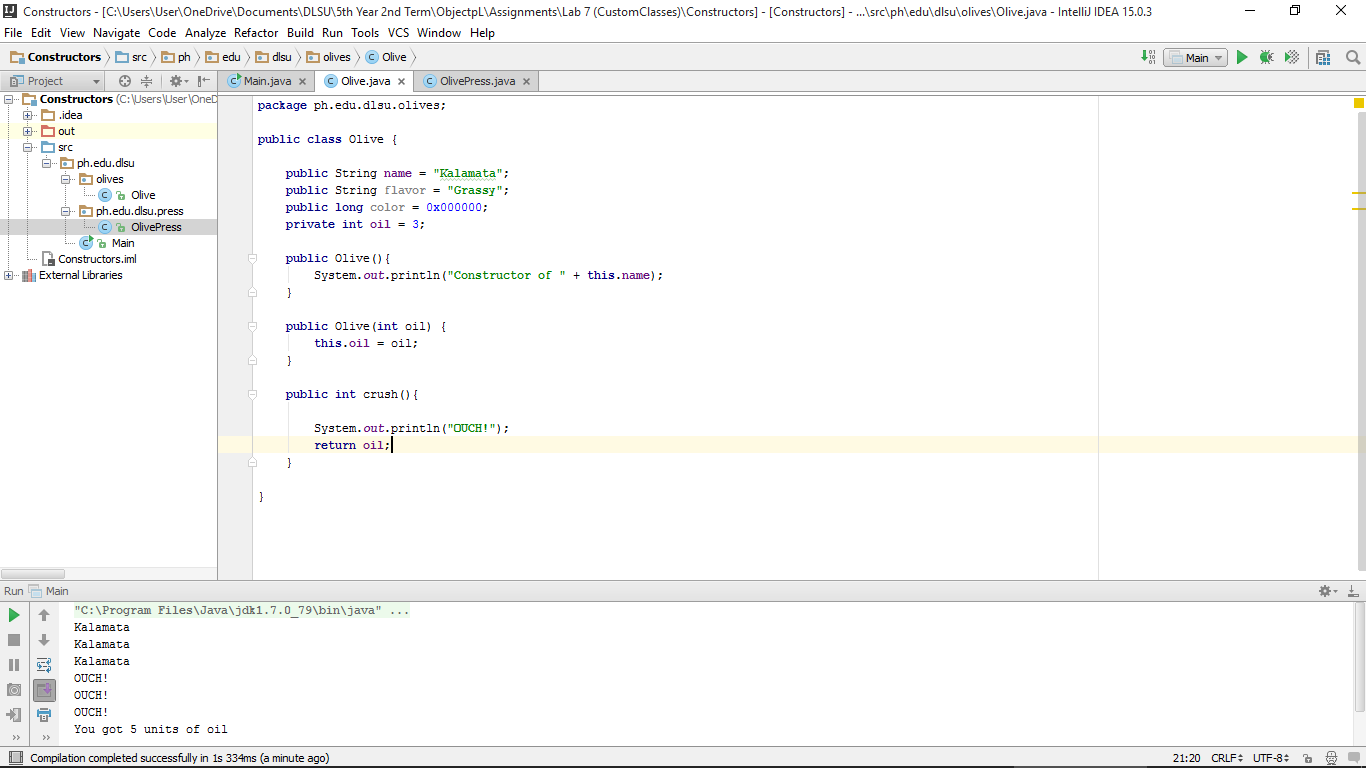 Constructors - [C:\Users\User\OneDrive\Documents\DLSU\5th Year 2nd Term\ObjectpL\Assignments\Lab 7 (CustomClasses)\Constructors] - [Constructors] - ...\src\ph\edu\dlsu\olives\Olive.java - IntelliJ IDEA 15.0.3
File Edit View Navigate Code Analyze Refactor Build Run Tools VCS Window Help
Constructors src ph edu dlsu olives Olive Main
Project Main.java Olive.java OlivePress.java
Constructors (C:\Users\User\OneD
.idea
out
src
ph.edu.dlsu
olives
Olive
ph.edu.dlsu.press
OlivePress
Main
Constructors.iml
External Libraries
package ph.edu.dlsu.olives;
public class Olive {
public String name = "Kalamata";
public String flavor = "Grassy";
public long color = 0x000000;
private int oil = 3;
public Olive(){
System.out.println("Constructor of " + this.name);
}
public Olive(int oil) {
this.oil = oil;
}
public int crush(){
System.out.println("OUCH!");
return oil;
}
}
Run Main
"C:\Program Files\Java\jdk1.7.0_79\bin\java" ...
Kalamata
Kalamata
Kalamata
OUCH!
OUCH!
OUCH!
You got 5 units of oil
Compilation completed successfully in 1s 334ms (a minute ago) 21:20 CRLF UTF-8